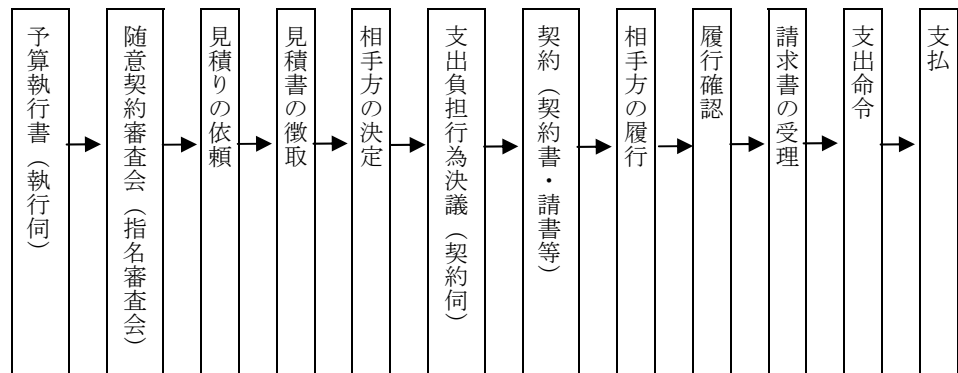 予算執行書（執行伺）
随意契約審査会（指名審査会）
見積りの依頼
見積書の徴取
相手方の決定
支出負担行為決議（契約伺）
契約（契約書・請書等）
相手方の履行
履行確認
請求書の受理
支出命令
支払